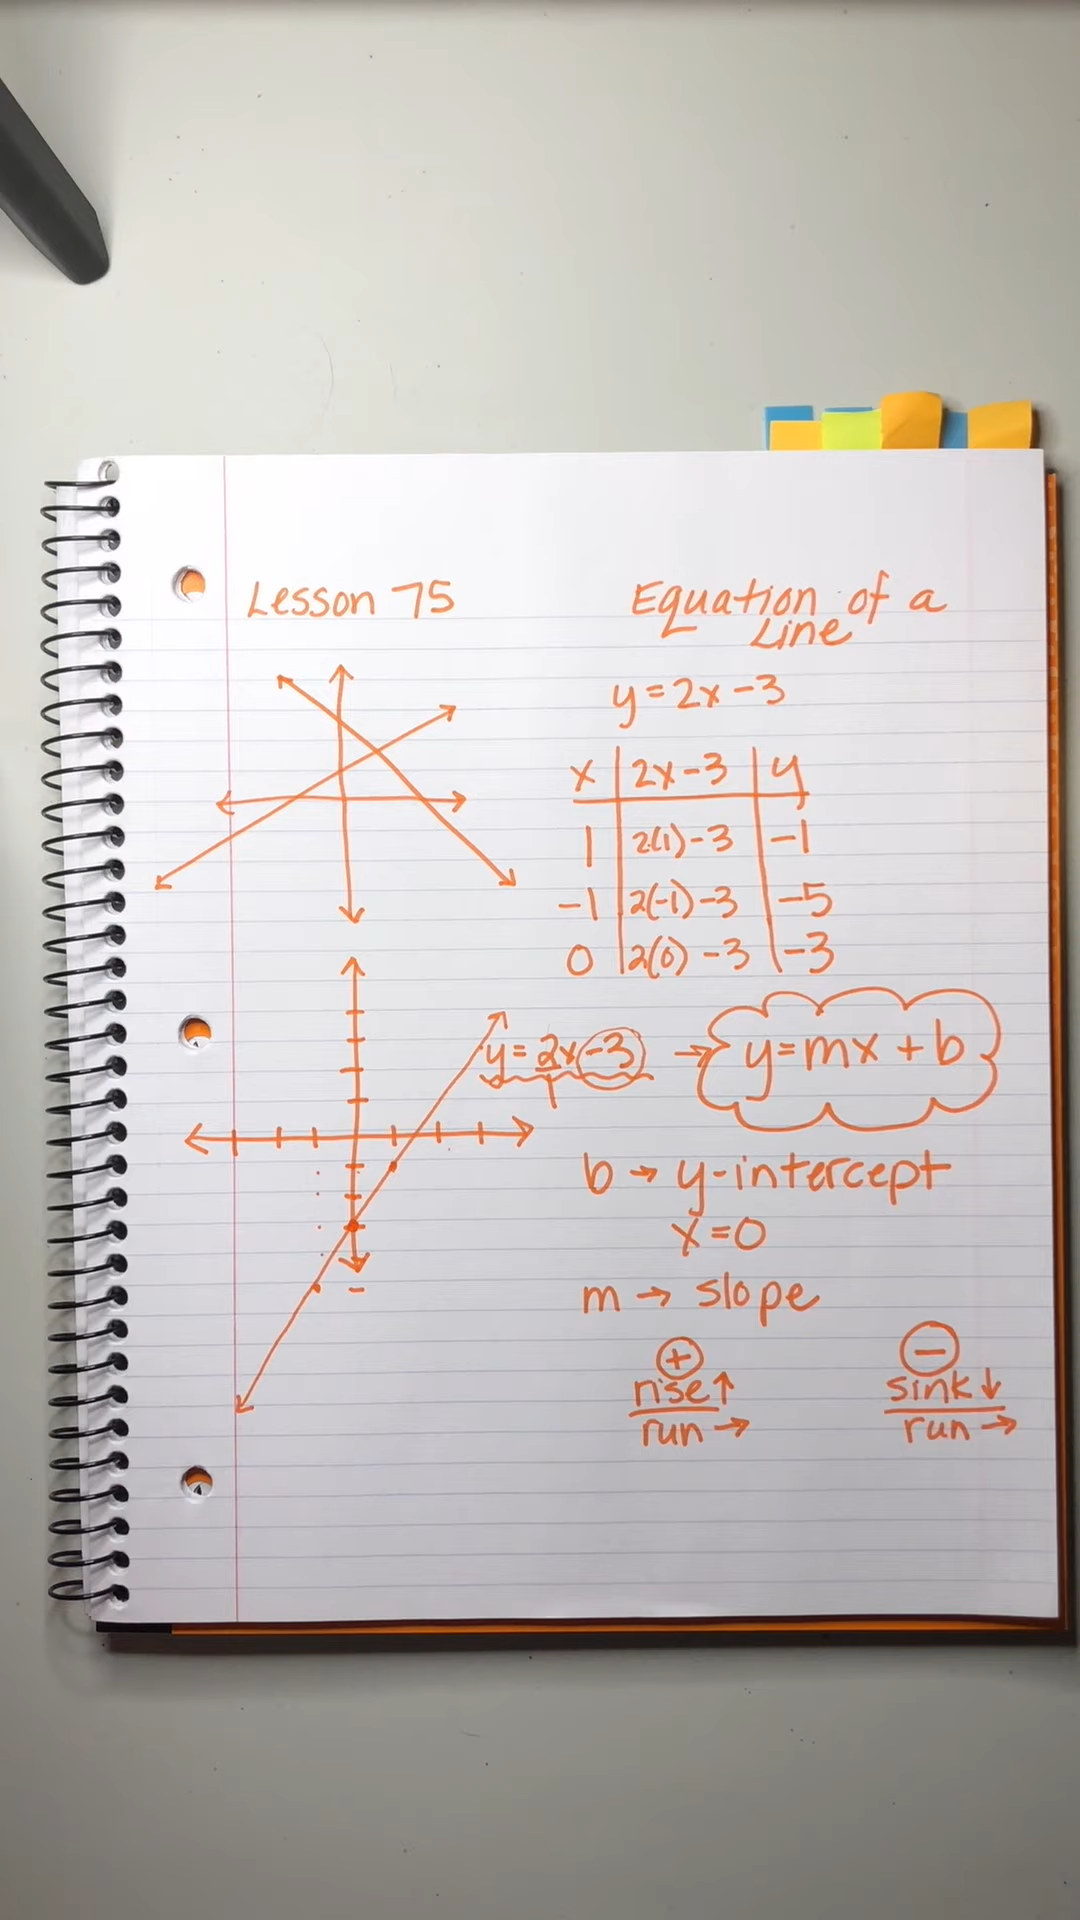 Lesson 75
Equation of a
Line
y = 2x - 3
x | 2x - 3 | y
1 | 2(1) - 3 | -1
-1 | 2(-1) - 3 | -5
0 | 2(0) - 3 | -3
y = 2x - 3 → y = mx + b
1
b → y-intercept
x = 0
m → slope
+
rise ↑
run →
-
sink ↓
run →